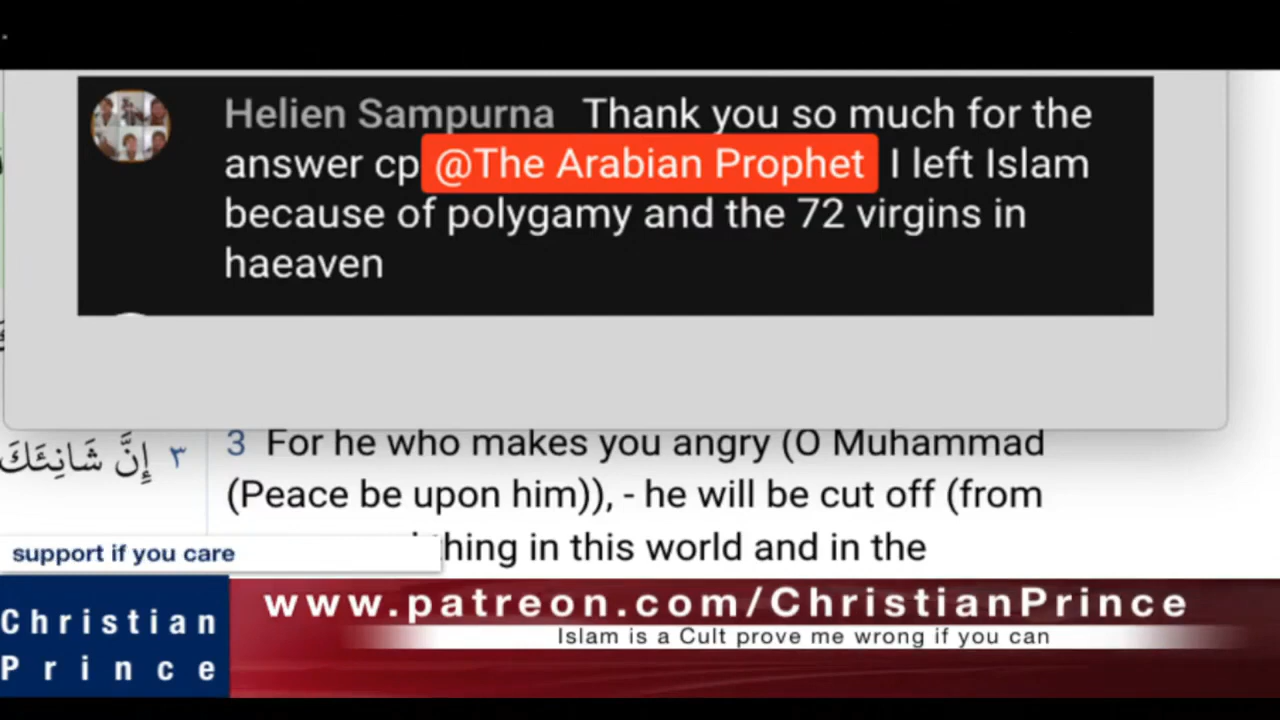 Helien Sampurna Thank you so much for the
answer cp @The Arabian Prophet I left Islam
because of polygamy and the 72 virgins in
haeaven
إِنَّ شَانِئَكَ ٣
3 For he who makes you angry (O Muhammad
(Peace be upon him)), - he will be cut off (from
in this world and in the
support if you care
Christian
Prince
www.patreon.com/ChristianPrince
Islam is a Cult prove me wrong if you can